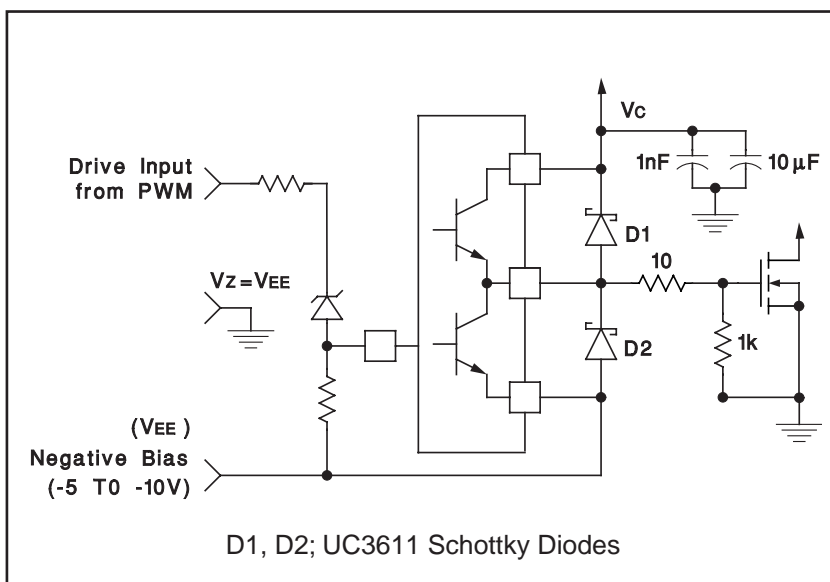 Vc
Drive Input
from PWM
1nF
10 µF
D1
10
Vz=VEE
D2
1k
(VEE )
Negative Bias
(-5 T0 -10V)
D1, D2; UC3611 Schottky Diodes